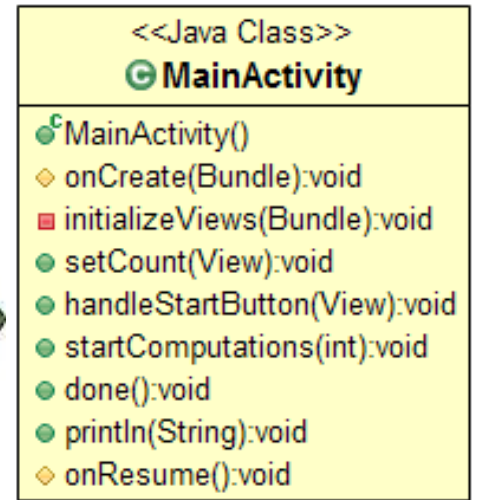 <<Java Class>>
C MainActivity
C MainActivity()
onCreate(Bundle):void
initializeViews(Bundle):void
setCount(View):void
handleStartButton(View):void
startComputations(int):void
done():void
println(String):void
onResume():void